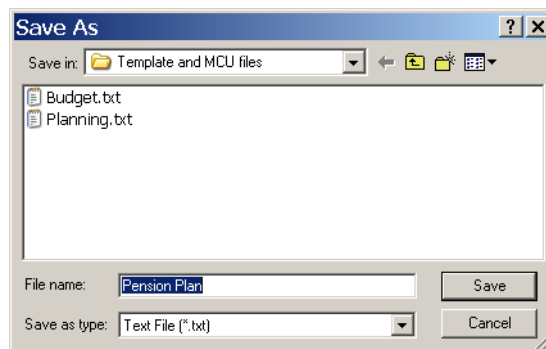 Save As
Save in: Template and MCU files
Budget.txt
Planning.txt
File name: Pension Plan Save
Save as type: Text File (*.txt) Cancel